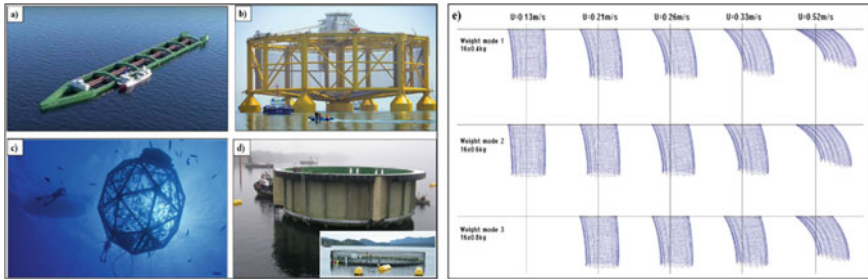 a)
b)
c)
d)
e)
U=0.13m/s U=0.21m/s U=0.26m/s U=0.33m/s U=0.52m/s
Weight mode 1
16x0.4kg
Weight mode 2
16x0.6kg
Weight mode 3
16x0.8kg